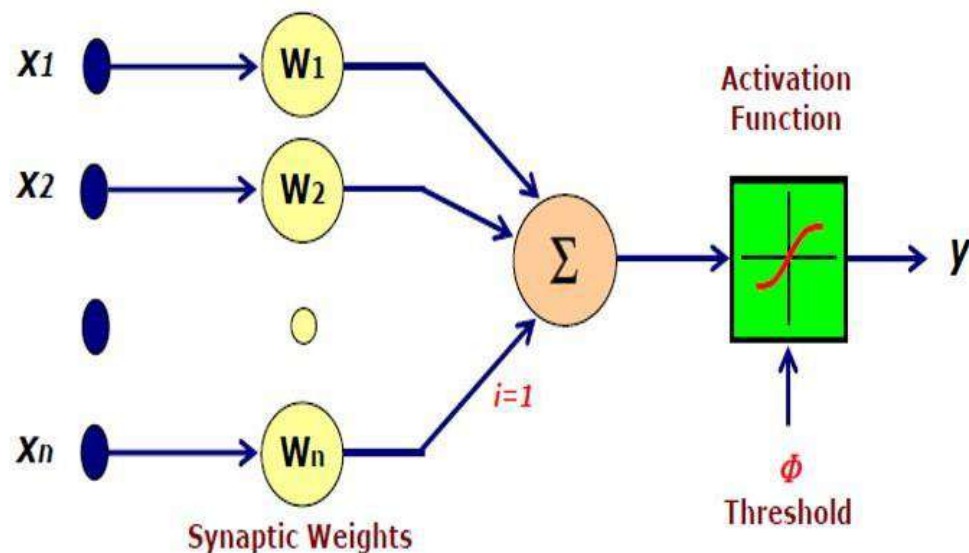 X1
W1
Activation
Function
X2
W2
Σ
y
i=1
Xn
Wn
Φ
Threshold
Synaptic Weights